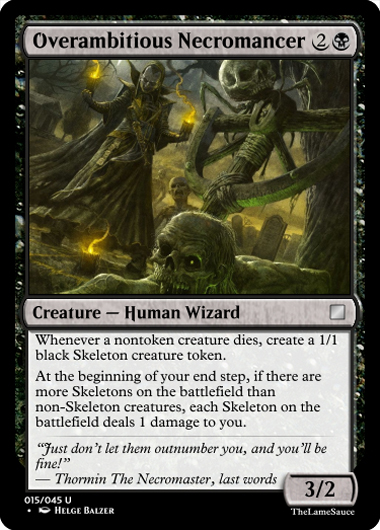 Overambitious Necromancer 2
Creature — Human Wizard
Whenever a nontoken creature dies, create a 1/1
black Skeleton creature token.
At the beginning of your end step, if there are
more Skeletons on the battlefield than
non-Skeleton creatures, each Skeleton on the
battlefield deals 1 damage to you.
“Just don’t let them outnumber you, and you’ll be
fine!”
— Thormin The Necromaster, last words
3/2
015/045 U
• Helge Balzer
TheLameSauce